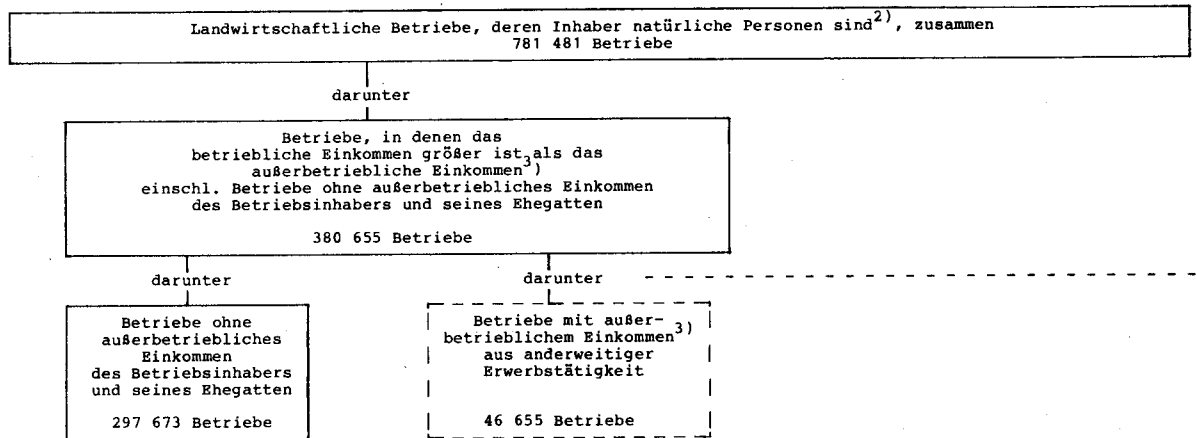 Landwirtschaftliche Betriebe, deren Inhaber natürliche Personen sind2), zusammen
781 481 Betriebe
darunter
Betriebe, in denen das
betriebliche Einkommen größer ist als das
außerbetriebliche Einkommen3)
einschl. Betriebe ohne außerbetriebliches Einkommen
des Betriebsinhabers und seines Ehegatten
380 655 Betriebe
darunter
darunter
Betriebe ohne
außerbetriebliches
Einkommen
des Betriebsinhabers
und seines Ehegatten
297 673 Betriebe
Betriebe mit außer-
betrieblichem Einkommen3)
aus anderweitiger
Erwerbstätigkeit
46 655 Betriebe